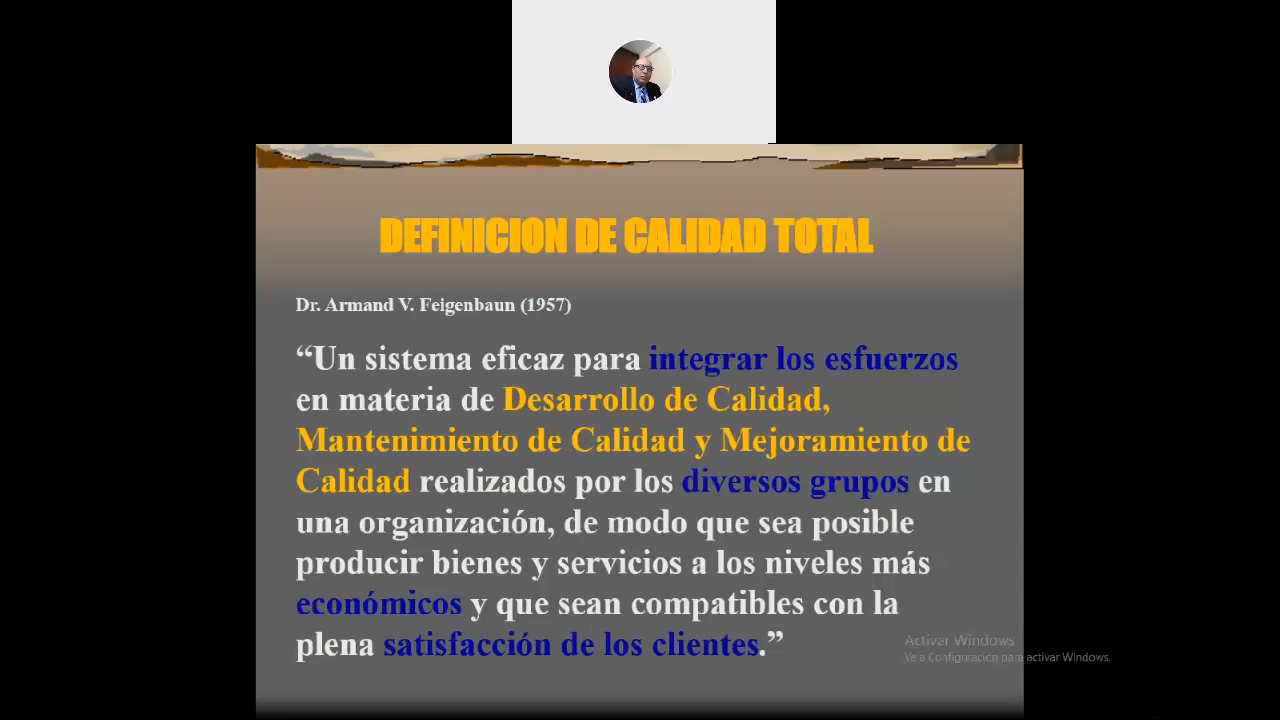 DEFINICION DE CALIDAD TOTAL
Dr. Armand V. Feigenbaun (1957)
“Un sistema eficaz para integrar los esfuerzos
en materia de Desarrollo de Calidad,
Mantenimiento de Calidad y Mejoramiento de
Calidad realizados por los diversos grupos en
una organización, de modo que sea posible
producir bienes y servicios a los niveles más
económicos y que sean compatibles con la
plena satisfacción de los clientes.”
Activar Windows
Ve a Configuración para activar Windows.